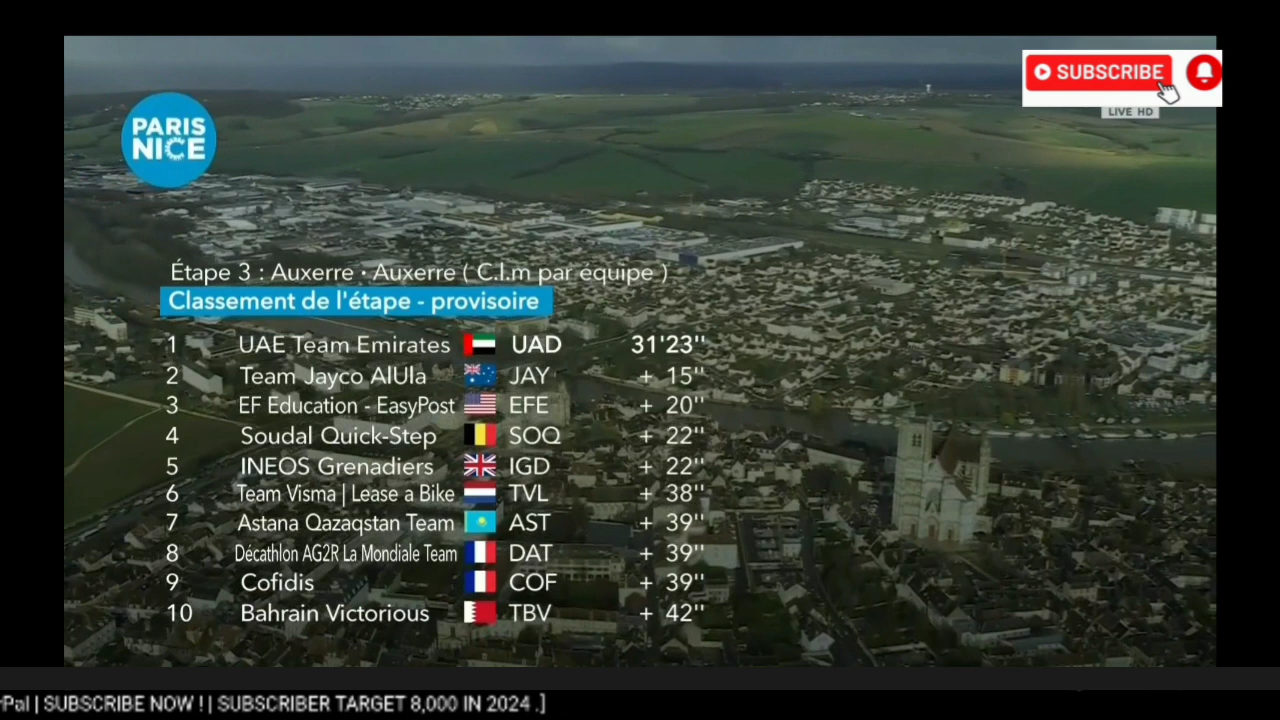 SUBSCRIBE
LIVE HD
PARIS
NICE
Étape 3 : Auxerre · Auxerre ( C.l.m par équipe )
Classement de l'étape - provisoire
1 UAE Team Emirates UAD 31'23''
2 Team Jayco AlUla JAY + 15''
3 EF Education - EasyPost EFE + 20''
4 Soudal Quick-Step SOQ + 22''
5 INEOS Grenadiers IGD + 22''
6 Team Visma | Lease a Bike TVL + 38''
7 Astana Qazaqstan Team AST + 39''
8 Décathlon AG2R La Mondiale Team DAT + 39''
9 Cofidis COF + 39''
10 Bahrain Victorious TBV + 42''
Pal | SUBSCRIBE NOW ! | SUBSCRIBER TARGET 8,000 IN 2024 .]